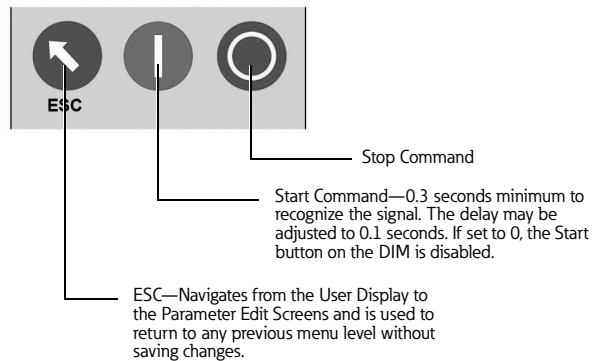 ESC
Stop Command
Start Command—0.3 seconds minimum to
recognize the signal. The delay may be
adjusted to 0.1 seconds. If set to 0, the Start
button on the DIM is disabled.
ESC—Navigates from the User Display to
the Parameter Edit Screens and is used to
return to any previous menu level without
saving changes.